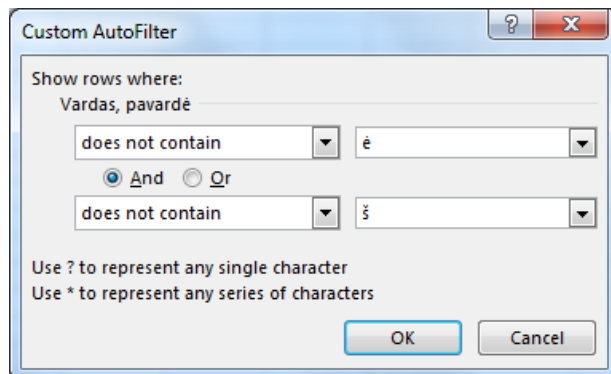 Custom AutoFilter
Show rows where:
Vardas, pavardė
does not contain ė
And Or
does not contain š
Use ? to represent any single character
Use * to represent any series of characters
OK Cancel